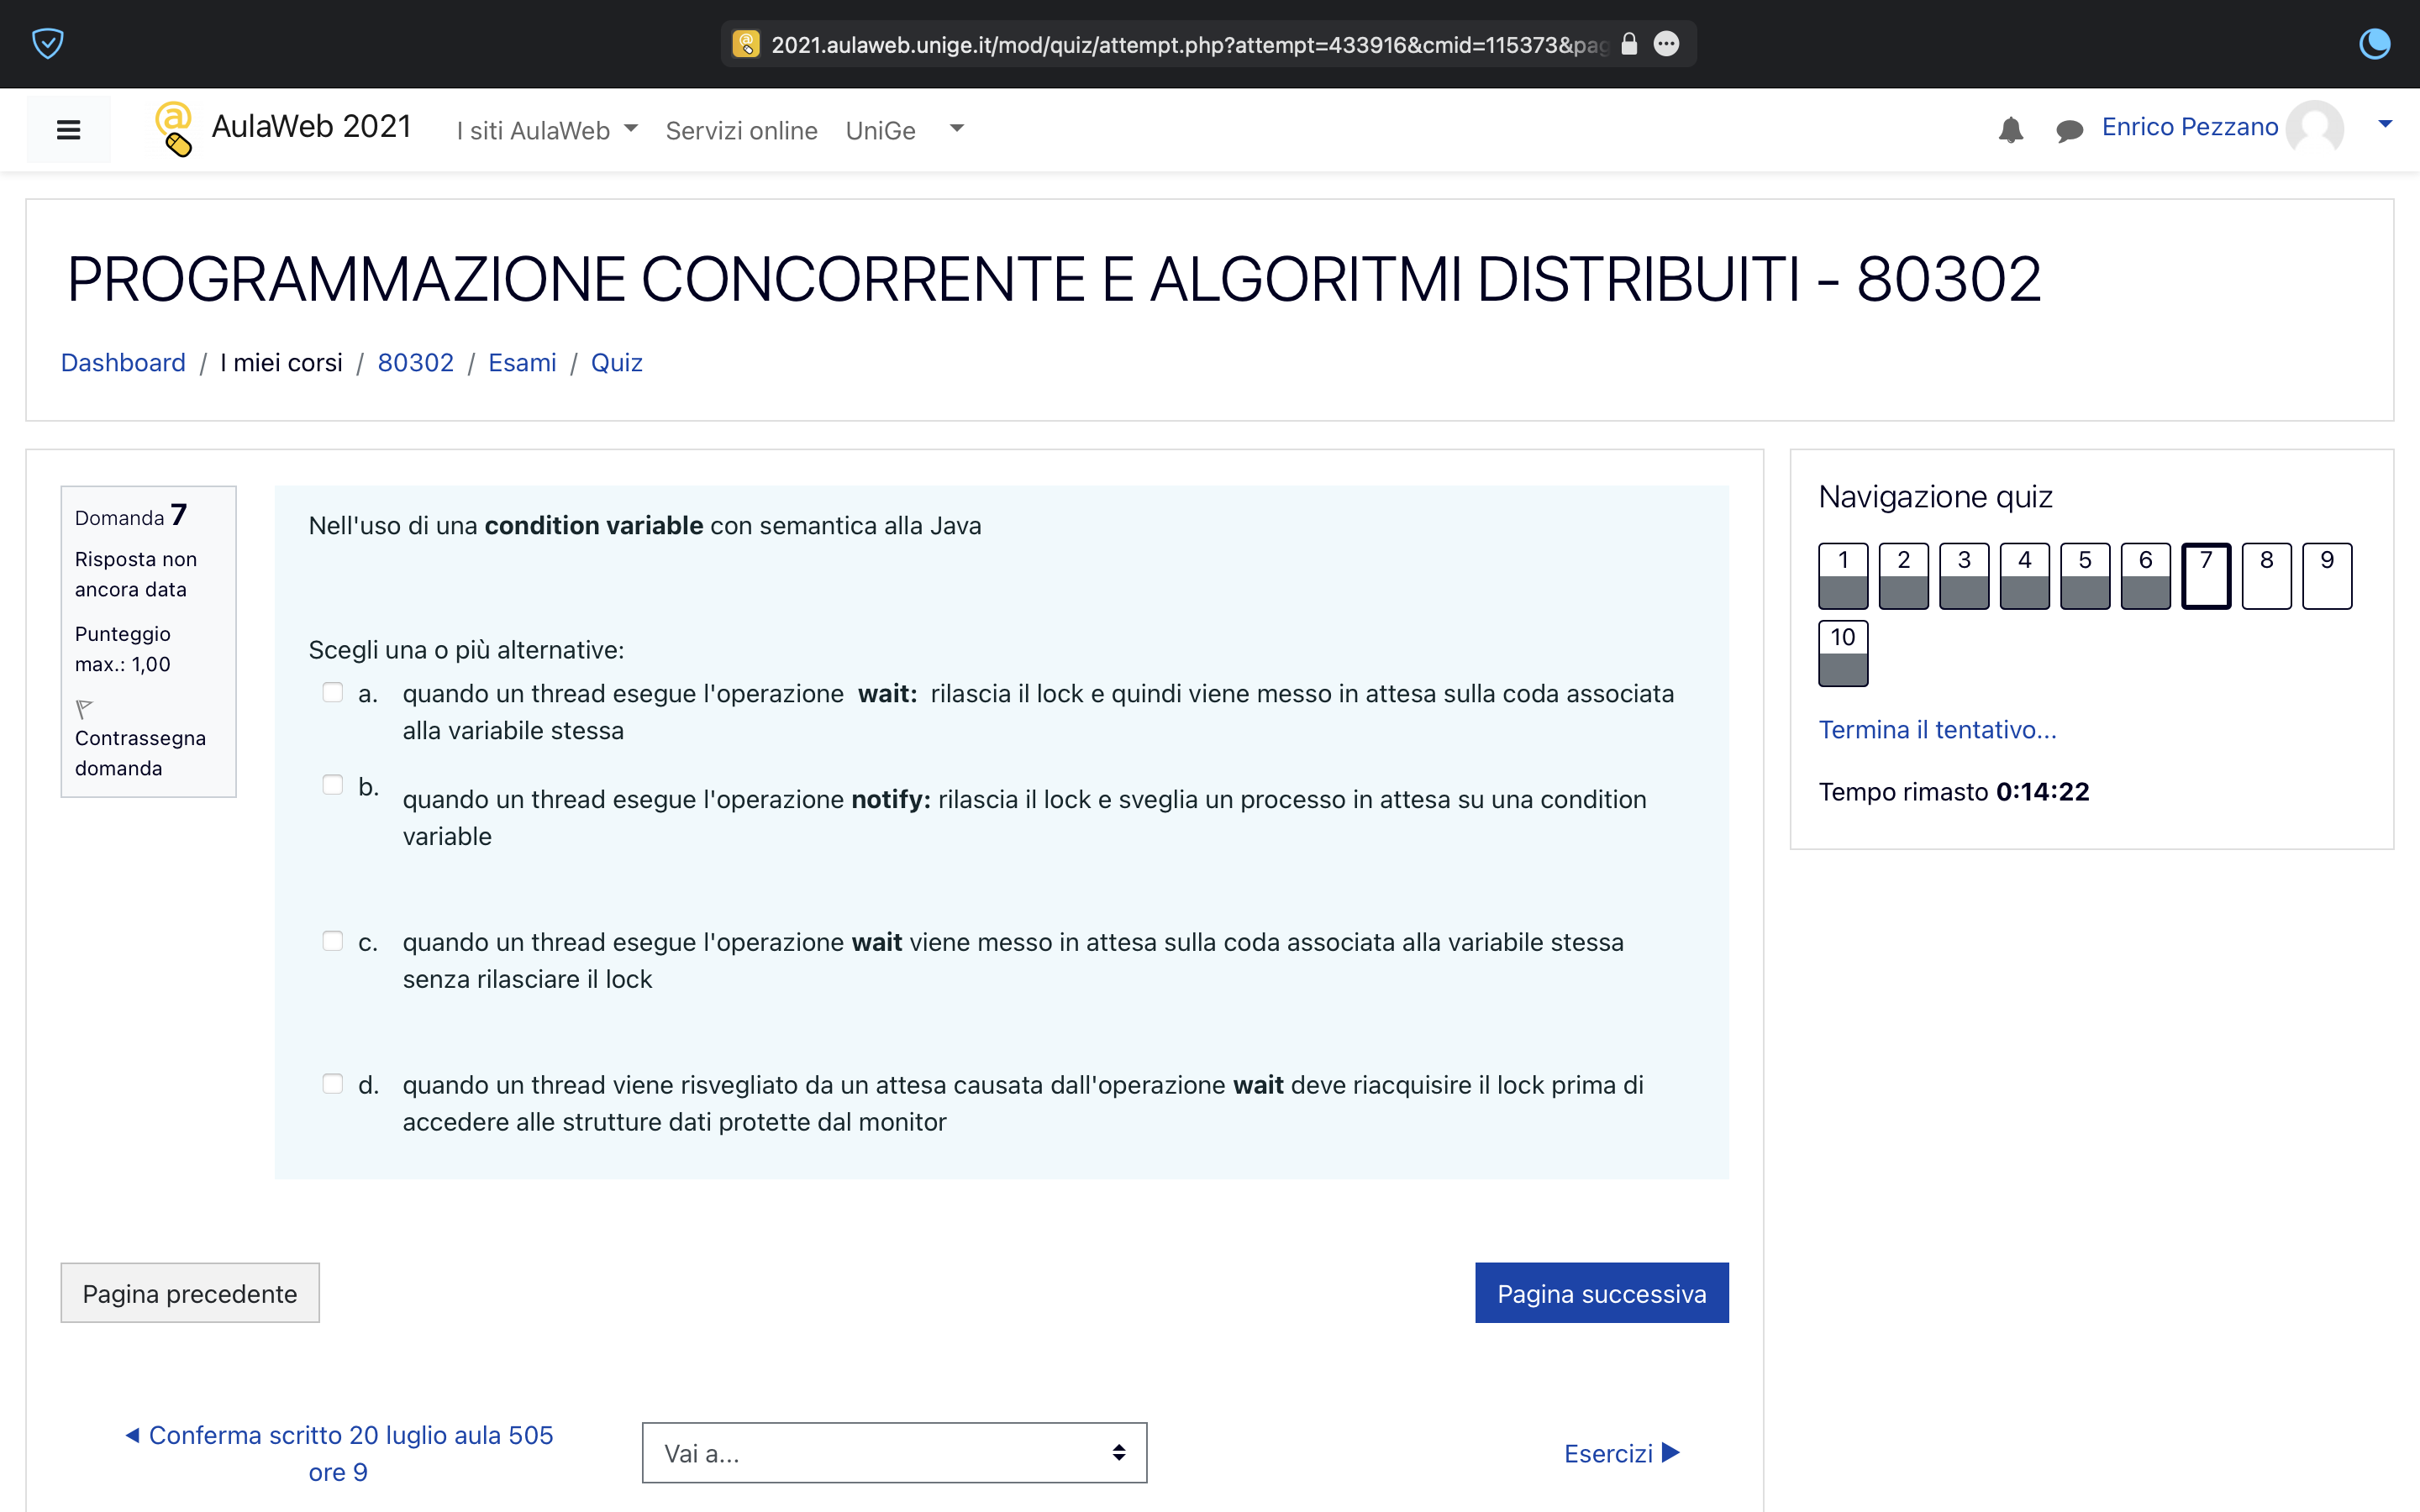 2021.aulaweb.unige.it/mod/quiz/attempt.php?attempt=433916&cmid=115373&pag
AulaWeb 2021
I siti AulaWeb
Servizi online
UniGe
Enrico Pezzano
PROGRAMMAZIONE CONCORRENTE E ALGORITMI DISTRIBUITI - 80302
Dashboard / I miei corsi / 80302 / Esami / Quiz
Domanda 7
Risposta non
ancora data
Punteggio
max.: 1,00
Contrassegna
domanda
Nell'uso di una condition variable con semantica alla Java
Scegli una o più alternative:
a. quando un thread esegue l'operazione wait: rilascia il lock e quindi viene messo in attesa sulla coda associata
alla variabile stessa
b. quando un thread esegue l'operazione notify: rilascia il lock e sveglia un processo in attesa su una condition
variable
c. quando un thread esegue l'operazione wait viene messo in attesa sulla coda associata alla variabile stessa
senza rilasciare il lock
d. quando un thread viene risvegliato da un attesa causata dall'operazione wait deve riacquisire il lock prima di
accedere alle strutture dati protette dal monitor
Pagina precedente
Pagina successiva
◀ Conferma scritto 20 luglio aula 505
ore 9
Vai a...
Esercizi ▶
Navigazione quiz
1 2 3 4 5 6 7 8 9
10
Termina il tentativo...
Tempo rimasto 0:14:22